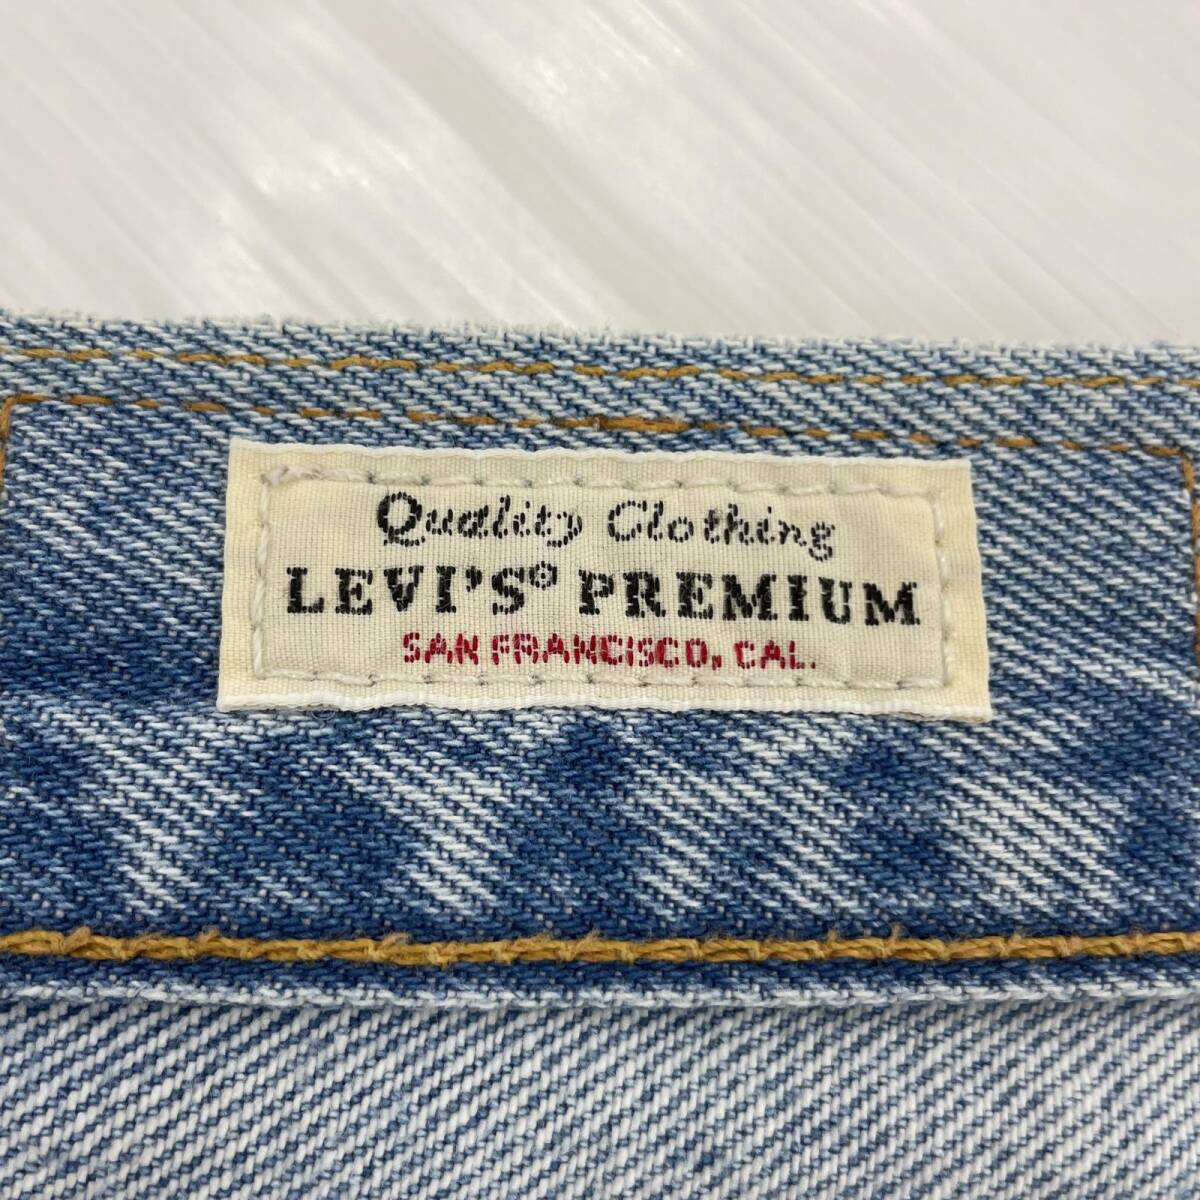 Quality Clothing
LEVI'S® PREMIUM
SAN FRANCISCO, CAL.